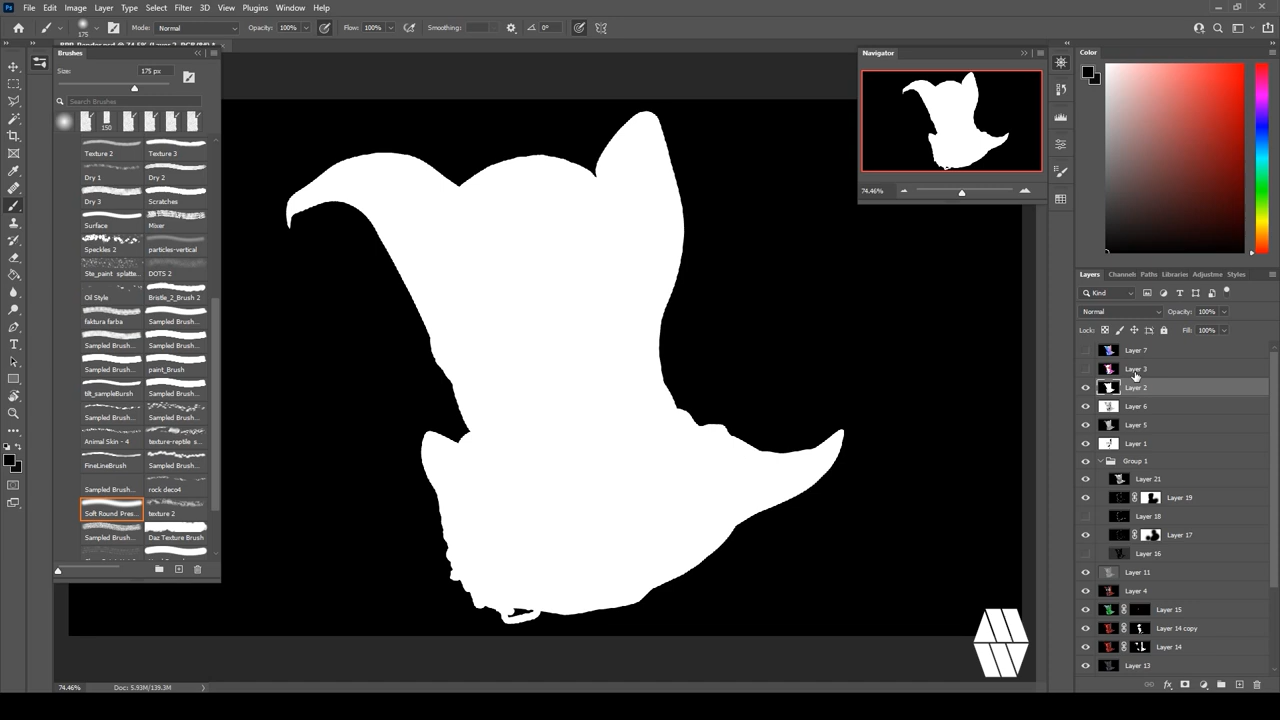 Ps File Edit Image Layer Type Select Filter 3D View Plugins Window Help
175 Mode: Normal Opacity: 100% Flow: 100% Smoothing: 0°
Brushes
Size: 175 px
Search Brushes
150
Texture 2 Texture 3
Dry 1 Dry 2
Dry 3 Scratches
Surface Mixer
Speckles 2 particles-vertical
Ste_paint splatte... DOTS 2
Oil Style Bristle_2_Brush 2
faktura farba Sampled Brush...
Sampled Brush... Sampled Brush...
Sampled Brush... paint_Brush
tilt_sampleBursh Sampled Brush...
Sampled Brush... Sampled Brush...
Animal Skin - 4 texture-reptile s...
FineLineBrush Sampled Brush...
Sampled Brush... rock deco4
Soft Round Pres... texture 2
Sampled Brush... Daz Texture Brush
Navigator
74.46%
Color
Layers Channels Paths Libraries Adjustme Styles
Kind
Normal Opacity: 100%
Lock: Fill: 100%
Layer 7
Layer 3
Layer 2
Layer 6
Layer 5
Layer 1
Group 1
Layer 21
Layer 19
Layer 18
Layer 17
Layer 16
Layer 11
Layer 4
Layer 15
Layer 14 copy
Layer 14
Layer 13
74.46% Doc: 5.93M/139.3M